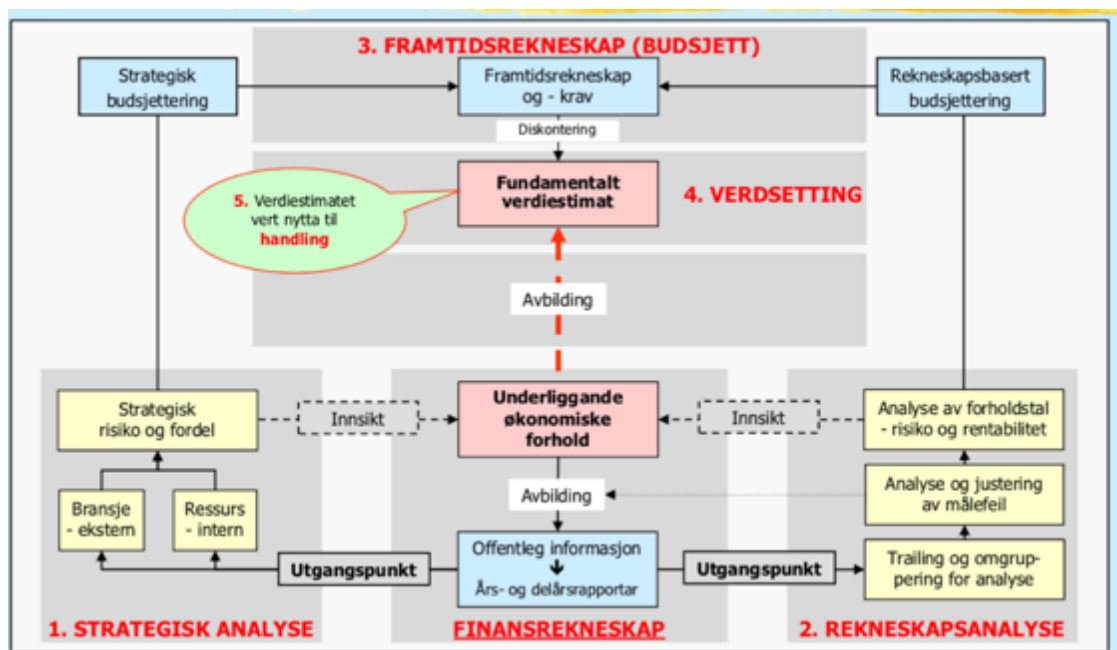 3. FRAMTIDSREKNESKAP (BUDSJETT)
Strategisk
budsjettering
Framtidsrekneskap
og - krav
Rekneskapsbasert
budsjettering
Diskontering
Fundamentalt
verdiestimat
4. VERDSETTING
5. Verdiestimatet
vert nytta til
handling
Avbilding
Strategisk
risiko og fordel
Innsikt
Underliggande
økonomiske
forhold
Innsikt
Analyse av forholdstal
- risiko og rentabilitet
Bransje
- ekstern
Ressurs
- intern
Avbilding
Analyse og justering
av målefeil
Utgangspunkt
Offentleg informasjon
Års- og delårsrapportar
Utgangspunkt
Trailing og omgrup-
pering for analyse
1. STRATEGISK ANALYSE
FINANSREKNESKAP
2. REKNESKAPSANALYSE